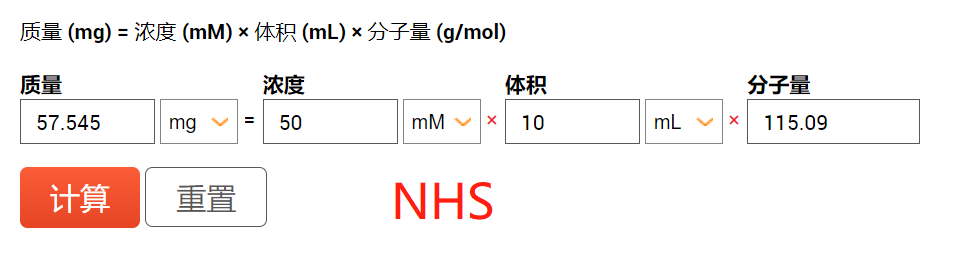 质量 (mg) = 浓度 (mM) × 体积 (mL) × 分子量 (g/mol)
质量 浓度 体积 分子量
57.545 mg = 50 mM × 10 mL × 115.09
计算 重置 NHS